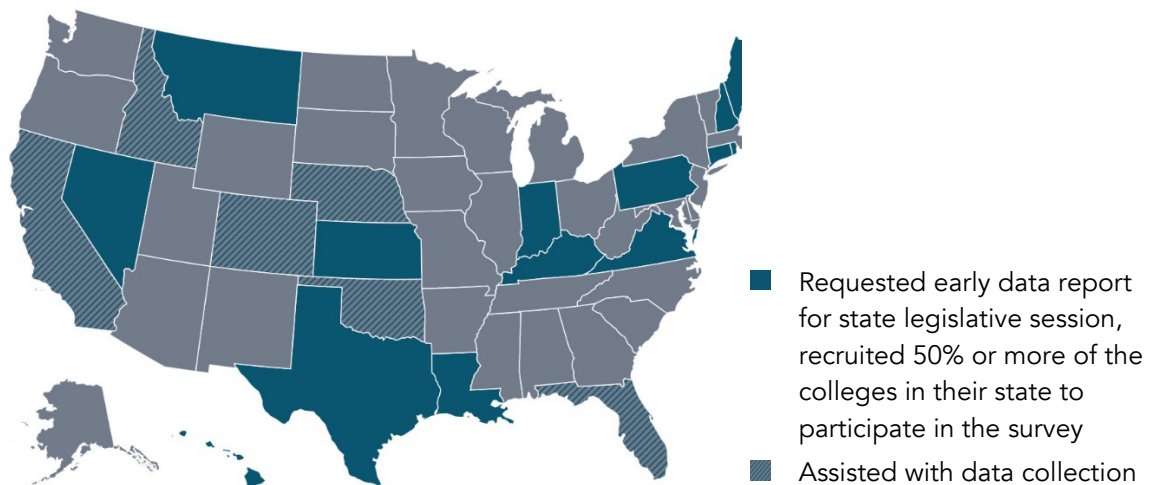 Requested early data report
for state legislative session,
recruited 50% or more of the
colleges in their state to
participate in the survey
Assisted with data collection